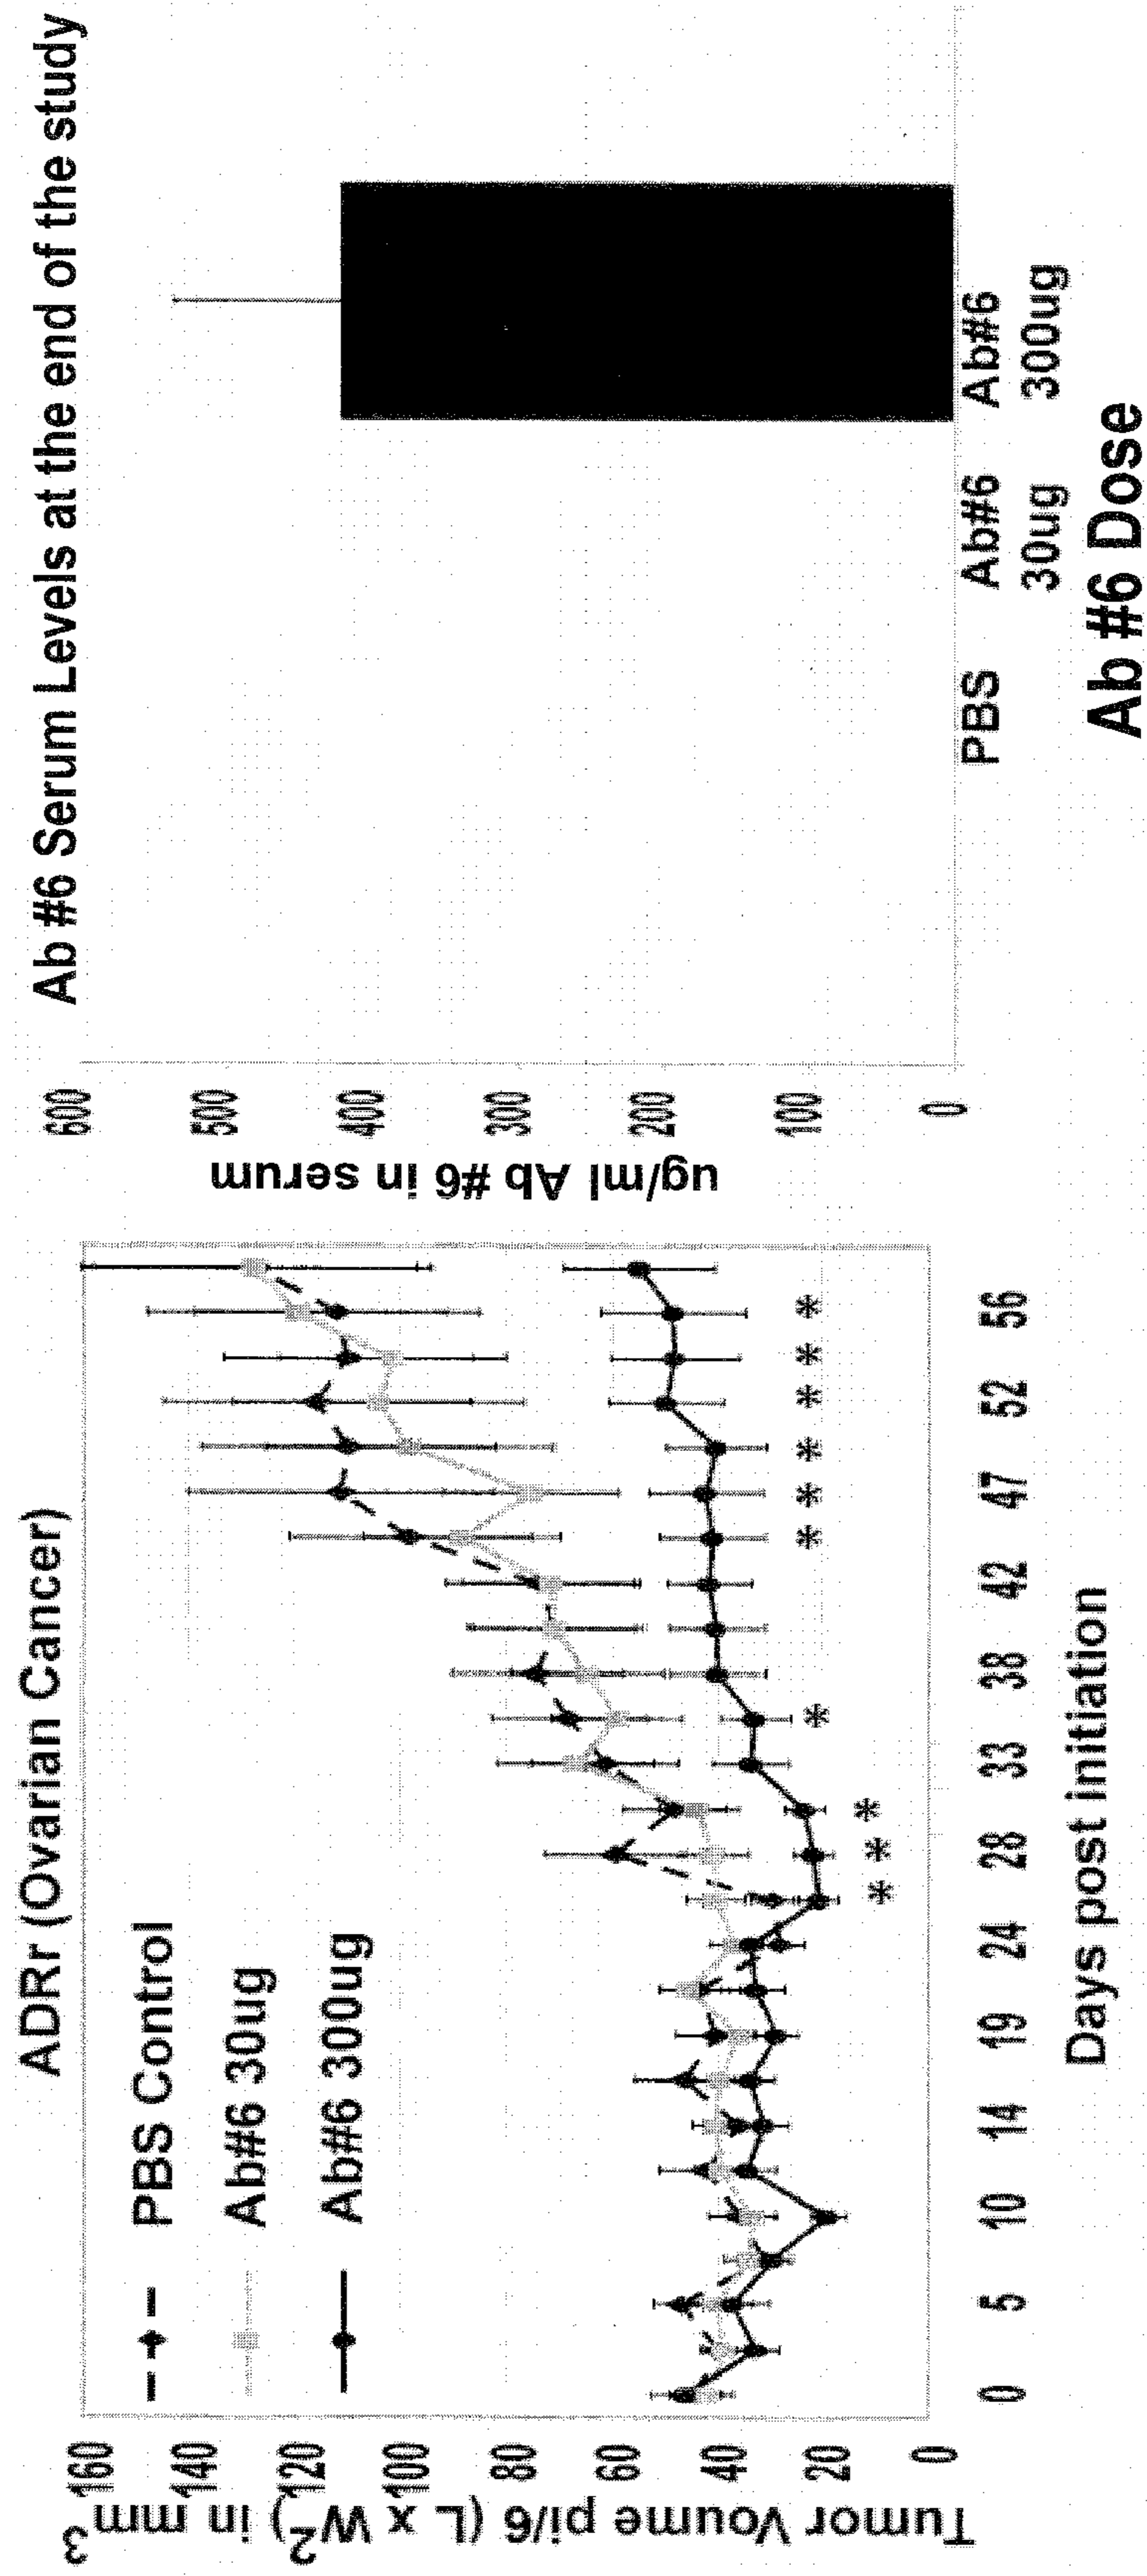 ADRr (Ovarian Cancer)
PBS Control
Ab#6 30ug
Ab#6 300ug
Tumor Voume pi/6 ( L x W²) in mm³
160
140
120
100
80
60
40
20
0
* * * * * * * * * *
0 5 10 14 19 24 28 33 38 42 47 52 56
Days post initiation
Ab #6 Serum Levels at the end of the study
ug/ml Ab #6 in serum
600
500
400
300
200
100
0
PBS Ab#6 Ab#6
30ug 300ug
Ab #6 Dose